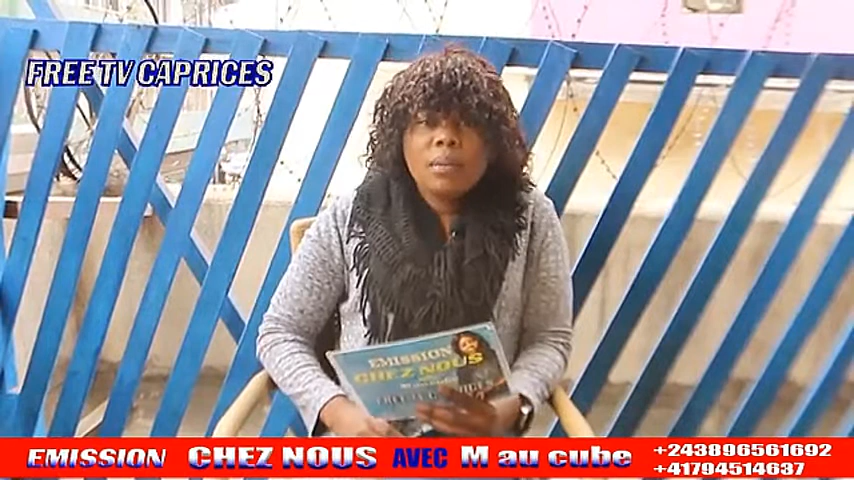 FREE TV CAPRICES
EMISSION
CHEZ NOUS
EMISSION CHEZ NOUS AVEC M au cube
+243896561692
+41794514637